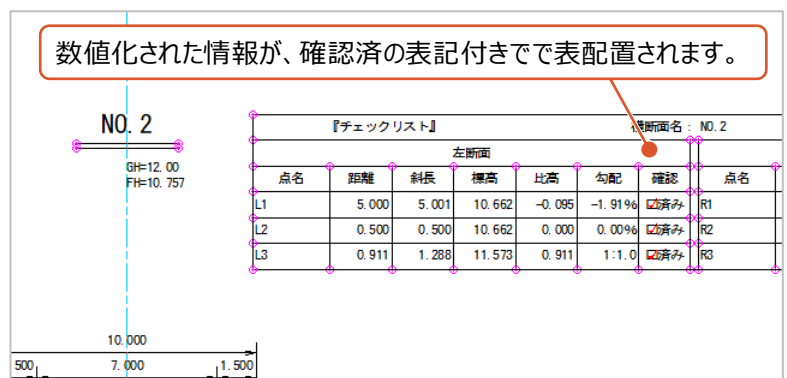 数値化された情報が、確認済の表記付きでで表配置されます。
NO. 2
GH=12. 00
FH=10. 757
『チェックリスト』 横断面名： NO. 2
左断面
点名 距離 斜長 標高 比高 勾配 確認 点名
L1 5. 000 5. 001 10. 662 -0. 095 -1. 91% ☑済み R1
L2 0. 500 0. 500 10. 662 0. 000 0. 00% ☑済み R2
L3 0. 911 1. 288 11. 573 0. 911 1:1. 0 ☑済み R3
10. 000
500 7. 000 1. 500